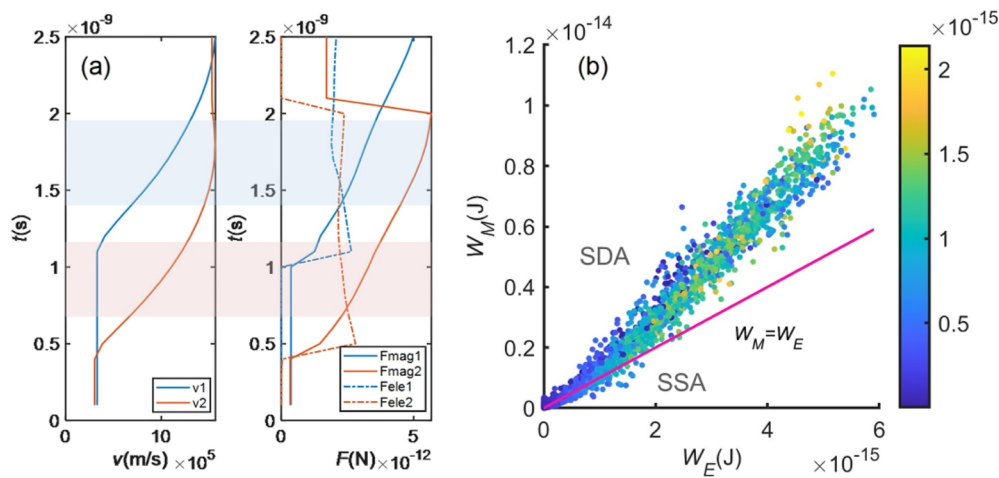 × 10⁻⁹
2.5
2
1.5
1
0.5
0
t(s)
(a)
v1
v2
0
10
v(m/s) ×10⁵
× 10⁻⁹
2.5
2
1.5
1
0.5
0
t(s)
Fmag1
Fmag2
Fele1
Fele2
0
5
F(N) ×10⁻¹²
×10⁻¹⁴
1.2
1
0.8
0.6
0.4
0.2
0
W_M(J)
(b)
SDA
SSA
W_M=W_E
0
2
4
6
W_E(J)
×10⁻¹⁵
×10⁻¹⁵
2
1.5
1
0.5